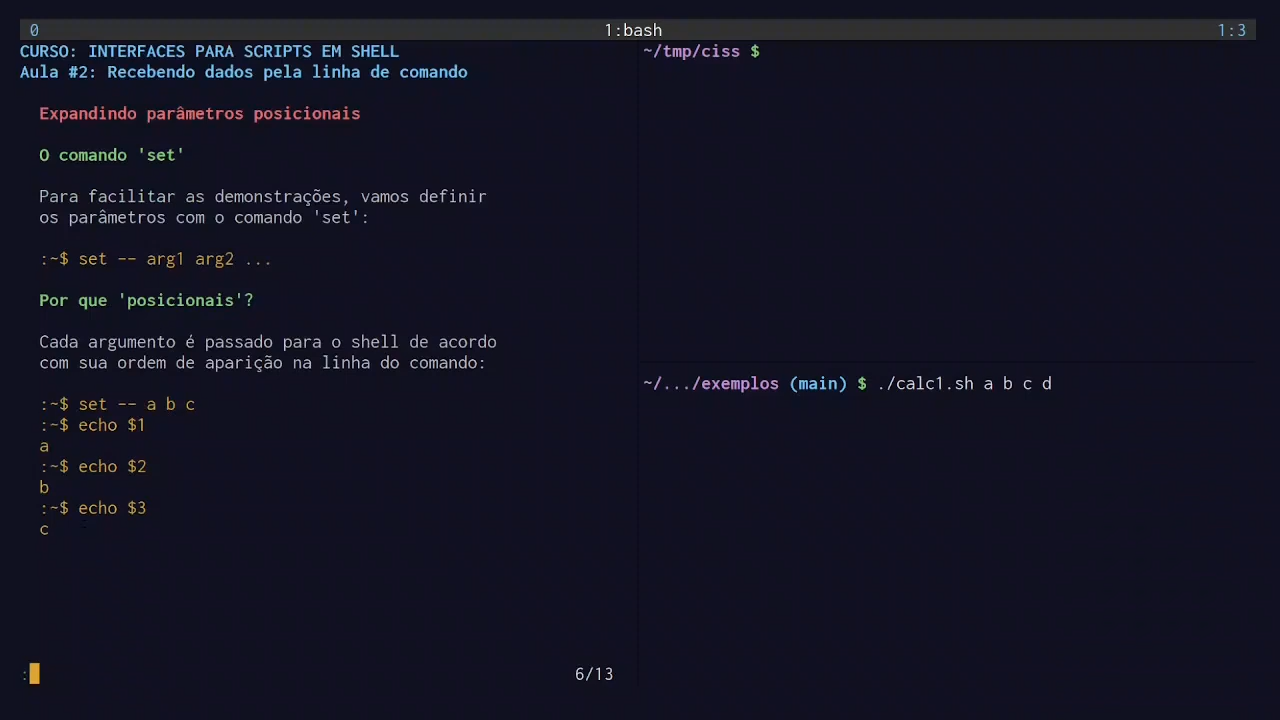 0 1:bash 1:3
CURSO: INTERFACES PARA SCRIPTS EM SHELL
Aula #2: Recebendo dados pela linha de comando
Expandindo parâmetros posicionais
O comando 'set'
Para facilitar as demonstrações, vamos definir
os parâmetros com o comando 'set':
:~$ set -- arg1 arg2 ...
Por que 'posicionais'?
Cada argumento é passado para o shell de acordo
com sua ordem de aparição na linha do comando:
:~$ set -- a b c
:~$ echo $1
a
:~$ echo $2
b
:~$ echo $3
c
:
6/13
~/tmp/ciss $
~/.../exemplos (main) $ ./calc1.sh a b c d